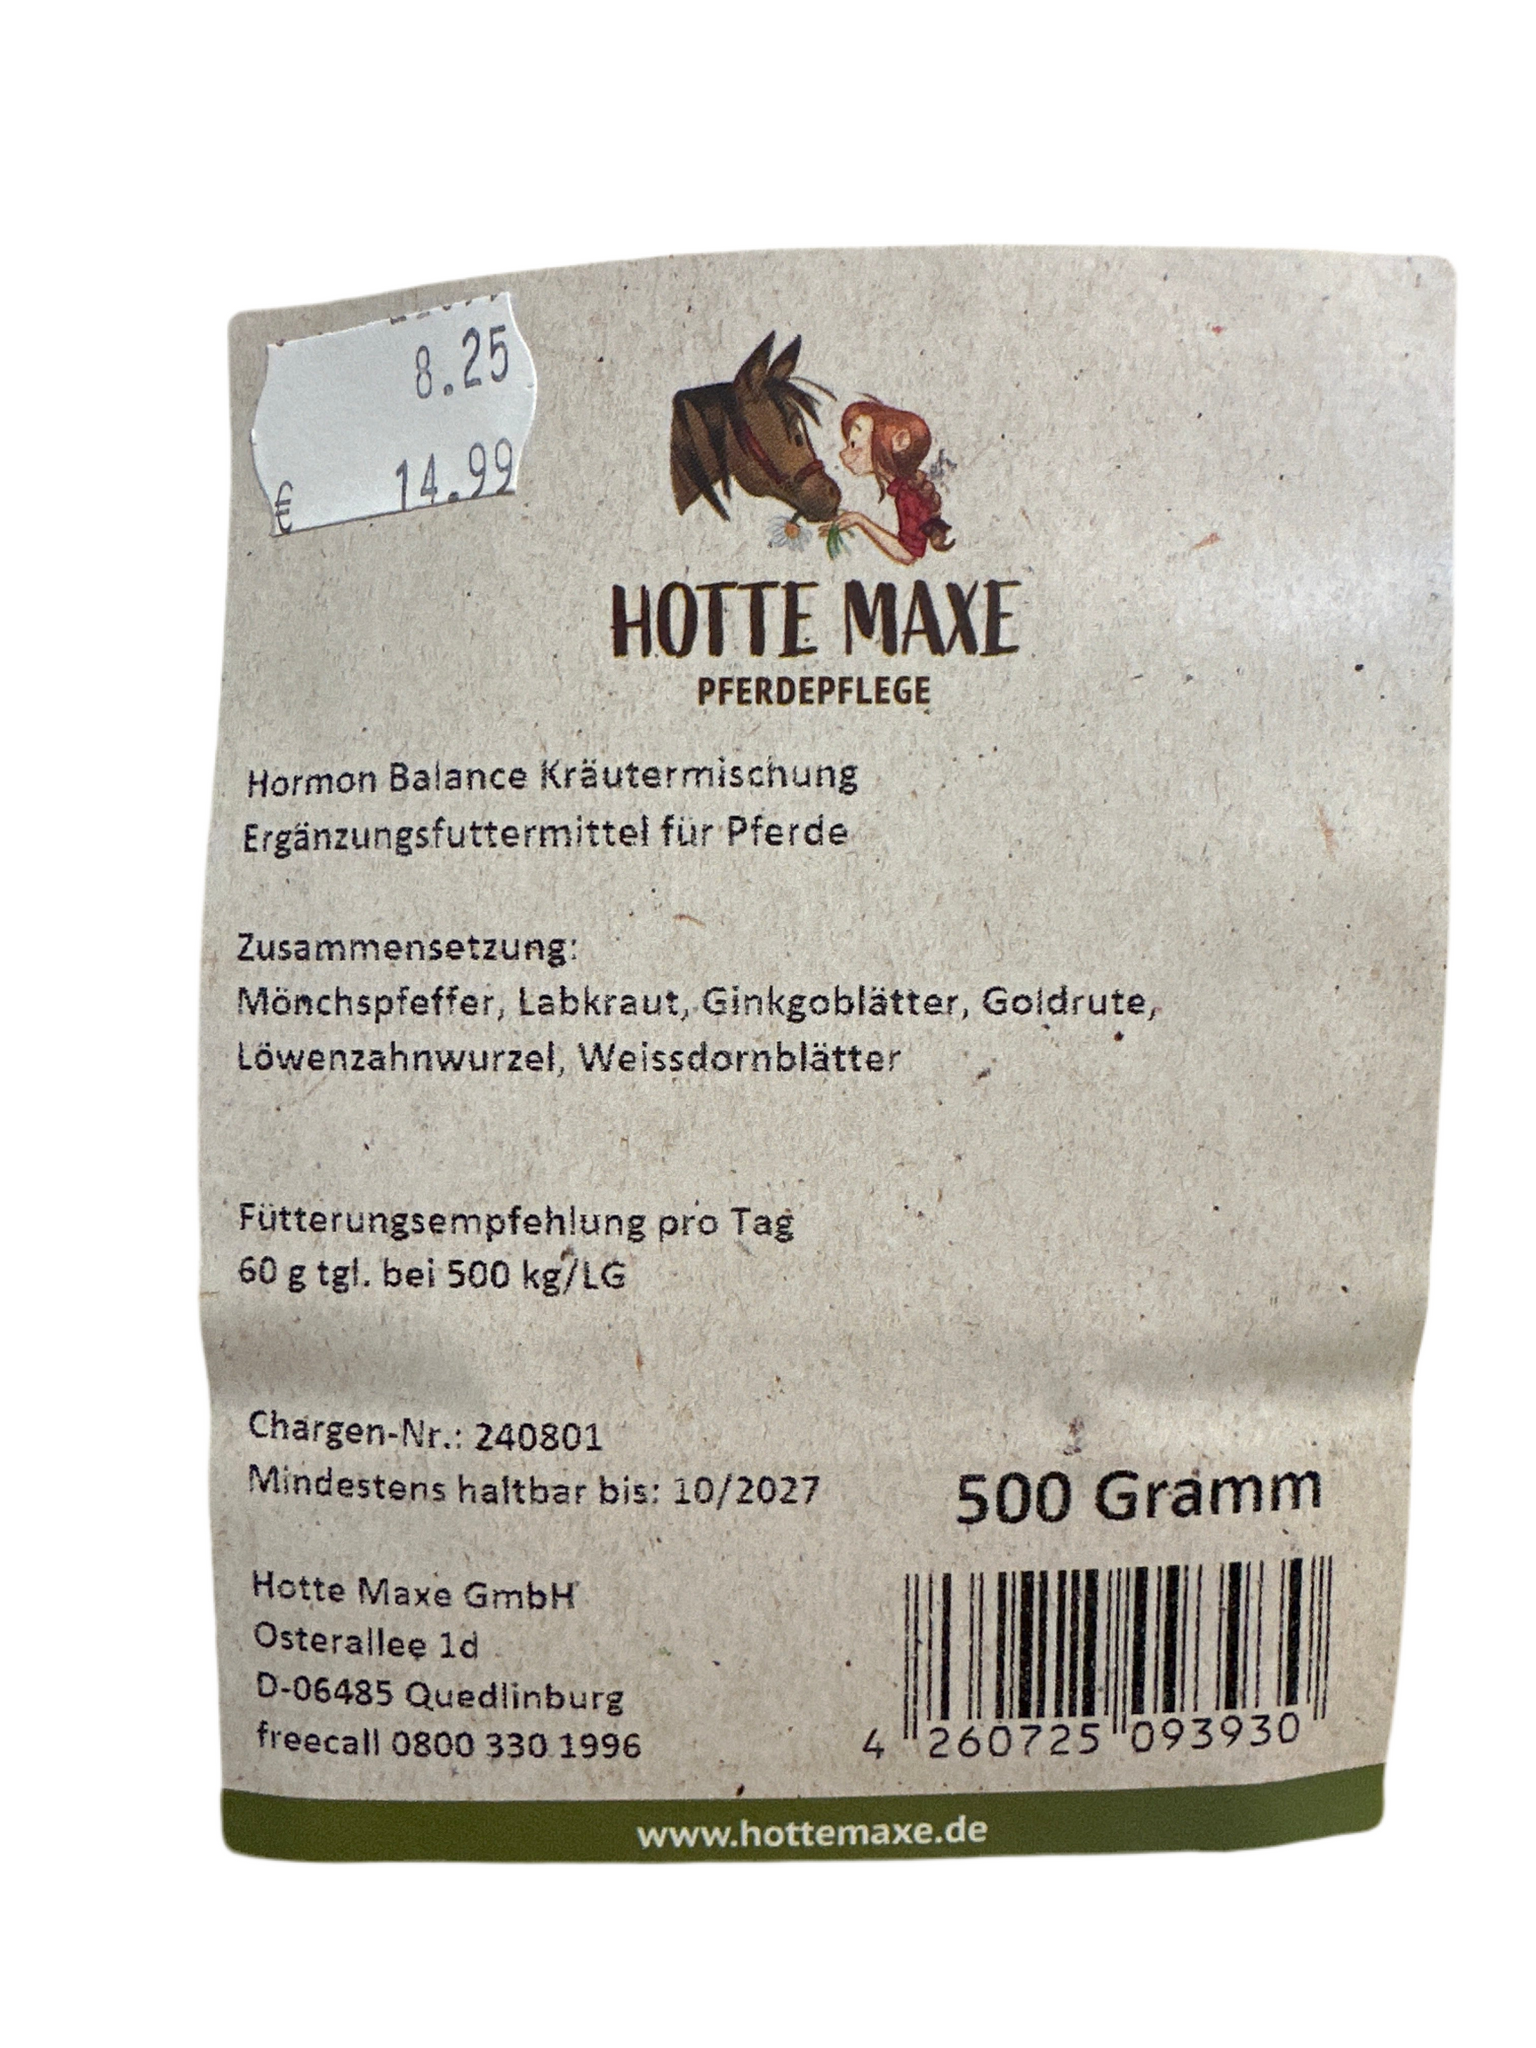 8.25
€ 14.99
HOTTE MAXE
PFERDEPFLEGE
Hormon Balance Kräutermischung
Ergänzungsfuttermittel für Pferde
Zusammensetzung:
Mönchspfeffer, Labkraut, Ginkgoblätter, Goldrute,
Löwenzahnwurzel, Weissdornblätter
Fütterungsempfehlung pro Tag
60 g tgl. bei 500 kg/LG
Chargen-Nr.: 240801
Mindestens haltbar bis: 10/2027
500 Gramm
Hotte Maxe GmbH
Osterallee 1d
D-06485 Quedlinburg
freecall 0800 330 1996
4 260725 093930
www.hottemaxe.de